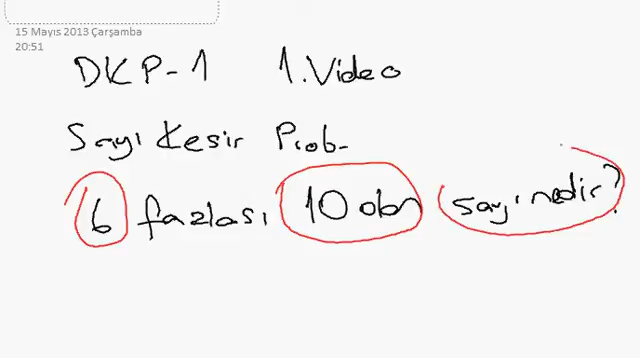 15 Mayıs 2013 Çarşamba
20:51
DKP-1 1.Video
Sayı Kesir Prob-
6 fazlası 10 olan sayı nedir?